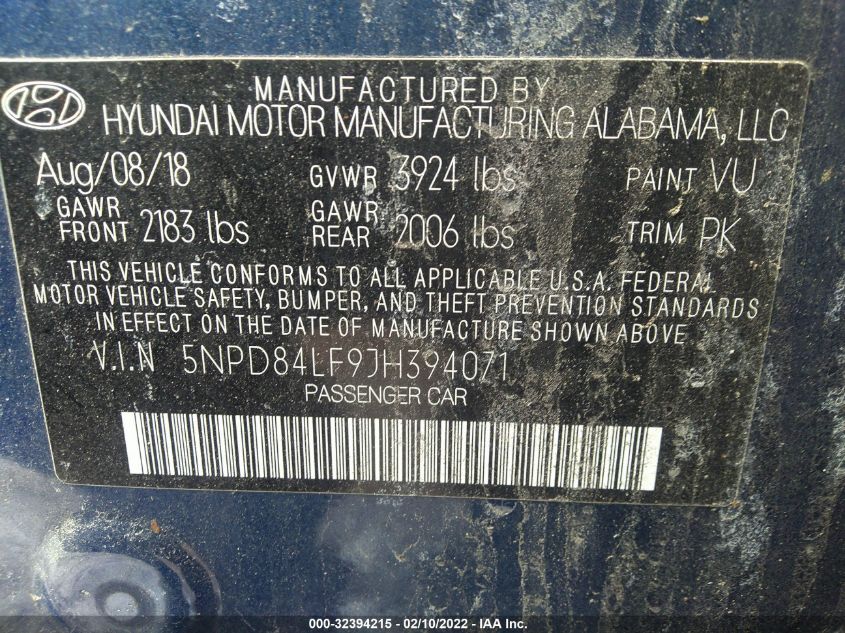 MANUFACTURED BY
HYUNDAI MOTOR MANUFACTURING ALABAMA, LLC
Aug/08/18 GVWR 3924 lbs PAINT VU
GAWR FRONT 2183 lbs GAWR REAR 2006 lbs TRIM PK
THIS VEHICLE CONFORMS TO ALL APPLICABLE U.S.A. FEDERAL
MOTOR VEHICLE SAFETY, BUMPER, AND THEFT PREVENTION STANDARDS
IN EFFECT ON THE DATE OF MANUFACTURE SHOWN ABOVE
V.I.N 5NPD84LF9JH394071
PASSENGER CAR
000-32394215 - 02/10/2022 - IAA Inc.